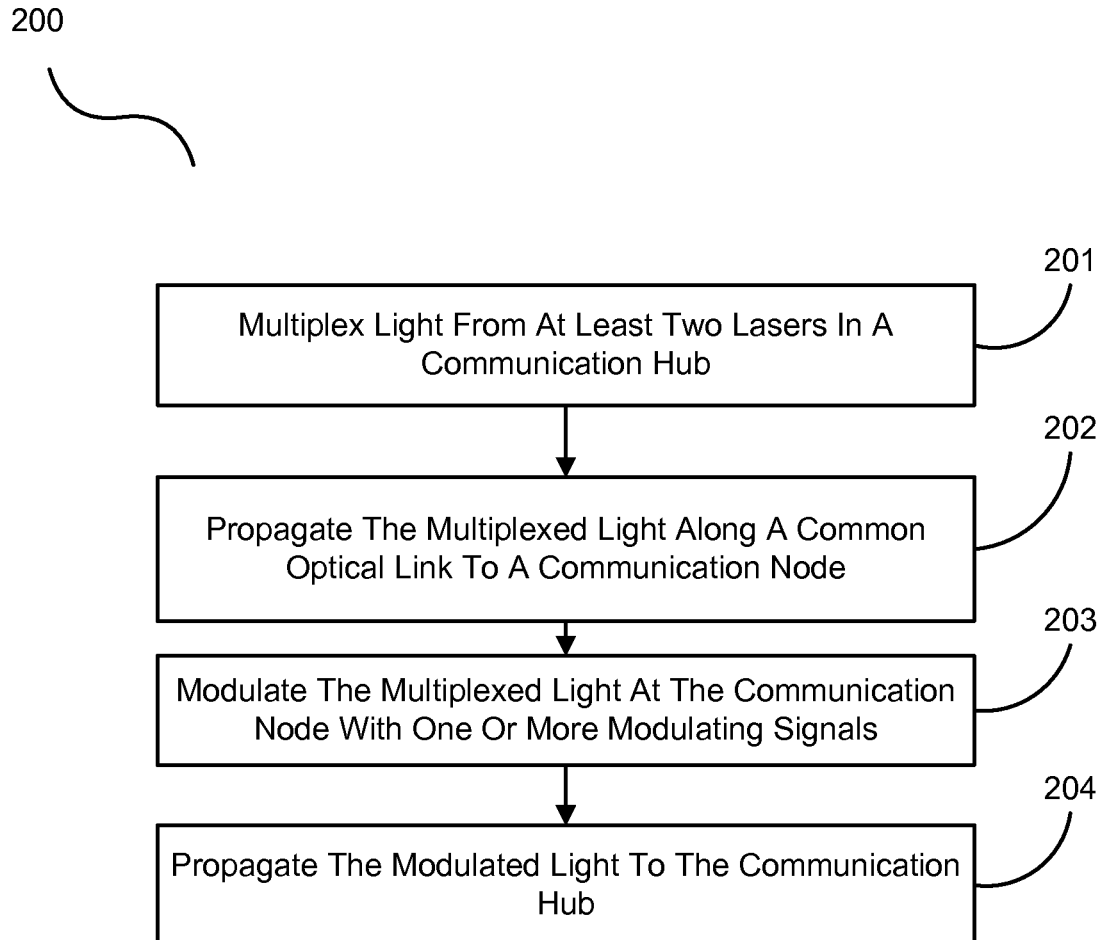 200
201
Multiplex Light From At Least Two Lasers In A
Communication Hub
202
Propagate The Multiplexed Light Along A Common
Optical Link To A Communication Node
203
Modulate The Multiplexed Light At The Communication
Node With One Or More Modulating Signals
204
Propagate The Modulated Light To The Communication
Hub